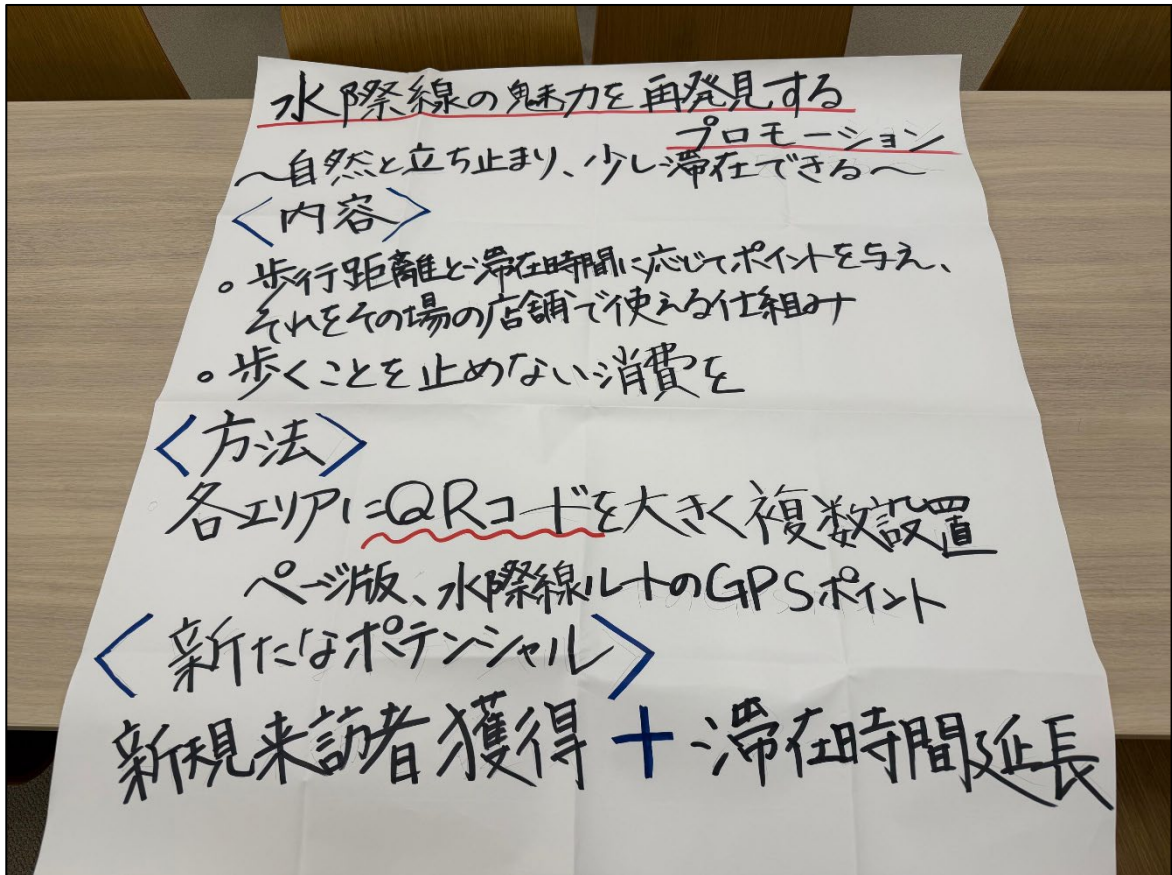 水際線の魅力を再発見する
プロモーション
～自然と立ち止まり、少し滞在できる～
〈内容〉
。歩行距離と滞在時間に応じてポイントを与え、
それをその場の店舗で使える仕組み
。歩くことを止めない消費を
〈方法〉
各エリアにQRコードを大きく複数設置
ページ版、水際線ルートのGPSポイント
〈新たなポテンシャル〉
新規来訪者獲得＋滞在時間延長